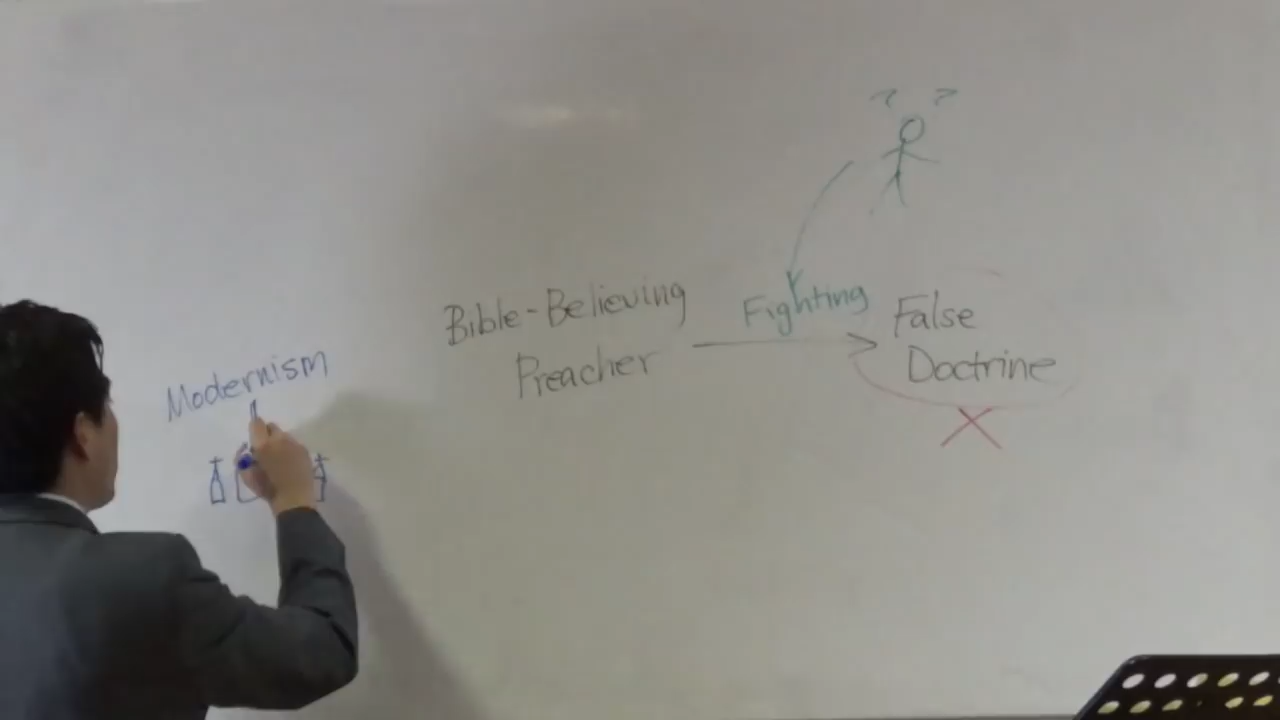 ? ?
Modernism
Bible-Believing
Preacher
Fighting
False
Doctrine